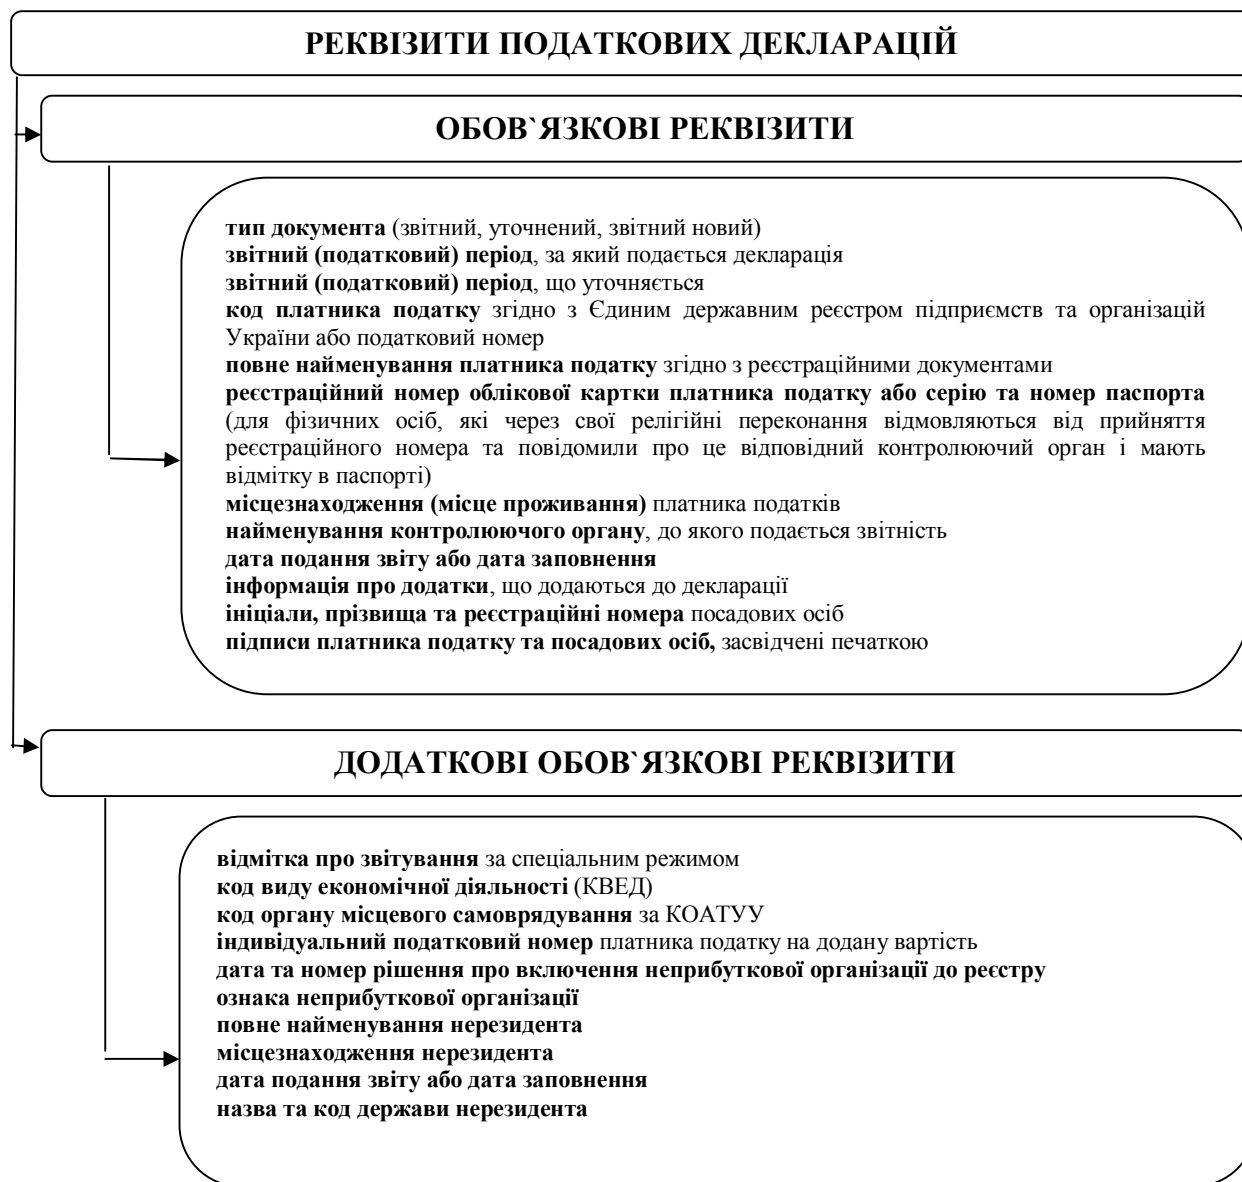 РЕКВІЗИТИ ПОДАТКОВИХ ДЕКЛАРАЦІЙ
ОБОВ`ЯЗКОВІ РЕКВІЗИТИ
тип документа (звітний, уточнений, звітний новий)
звітний (податковий) період, за який подається декларація
звітний (податковий) період, що уточняється
код платника податку згідно з Єдиним державним реєстром підприємств та організацій
України або податковий номер
повне найменування платника податку згідно з реєстраційними документами
реєстраційний номер облікової картки платника податку або серію та номер паспорта
(для фізичних осіб, які через свої релігійні переконання відмовляються від прийняття
реєстраційного номера та повідомили про це відповідний контролюючий орган і мають
відмітку в паспорті)
місцезнаходження (місце проживання) платника податків
найменування контролюючого органу, до якого подається звітність
дата подання звіту або дата заповнення
інформація про додатки, що додаються до декларації
ініціали, прізвища та реєстраційні номера посадових осіб
підписи платника податку та посадових осіб, засвідчені печаткою
ДОДАТКОВІ ОБОВ`ЯЗКОВІ РЕКВІЗИТИ
відмітка про звітування за спеціальним режимом
код виду економічної діяльності (КВЕД)
код органу місцевого самоврядування за КОАТУУ
індивідуальний податковий номер платника податку на додану вартість
дата та номер рішення про включення неприбуткової організації до реєстру
ознака неприбуткової організації
повне найменування нерезидента
місцезнаходження нерезидента
дата подання звіту або дата заповнення
назва та код держави нерезидента